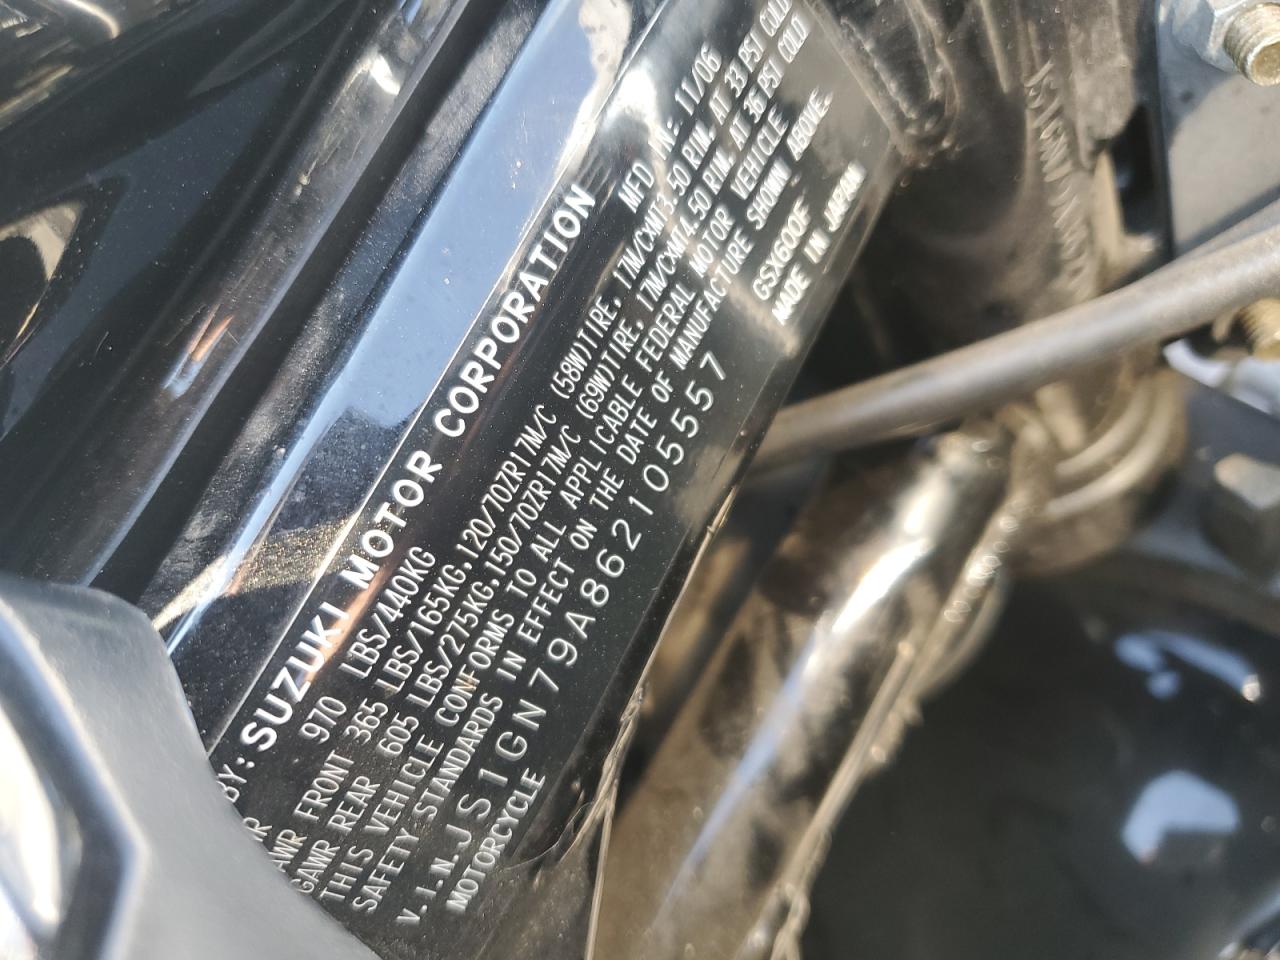 BY: SUZUKI MOTOR CORPORATION MFD IN- 11/06
970 LBS/440KG
GAWR FRONT 365 LBS/165KG,120/70ZR17M/C (58W)TIRE, 17M/CXMT3.50 RIM, AT 33 PSI COLD
GAWR REAR 605 LBS/275KG,150/70ZR17M/C (69W)TIRE, 17M/CXMT4.50 RIM, AT 36 PSI COLD
THIS VEHICLE CONFORMS TO ALL APPLICABLE FEDERAL MOTOR VEHICLE
SAFETY STANDARDS IN EFFECT ON THE DATE OF MANUFACTURE SHOWN ABOVE.
V.I.N.JS1GN79A862105557 GSX600F
MOTORCYCLE MADE IN JAPAN